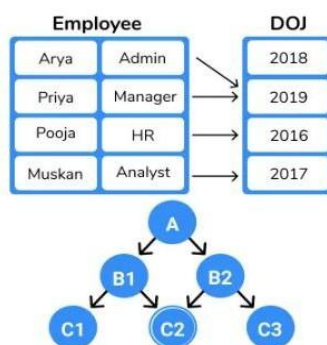 Employee DOJ
Arya Admin 2018
Priya Manager 2019
Pooja HR 2016
Muskan Analyst 2017
A
B1 B2
C1 C2 C3